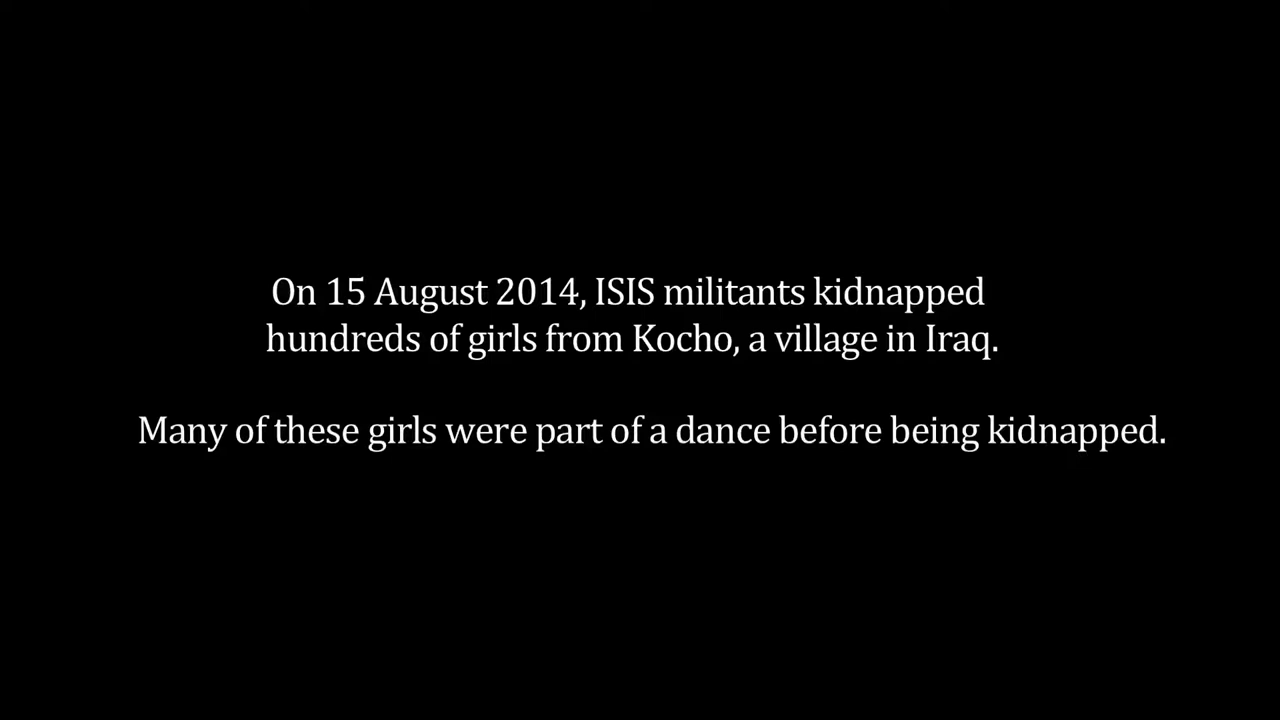 On 15 August 2014, ISIS militants kidnapped
hundreds of girls from Kocho, a village in Iraq.
Many of these girls were part of a dance before being kidnapped.